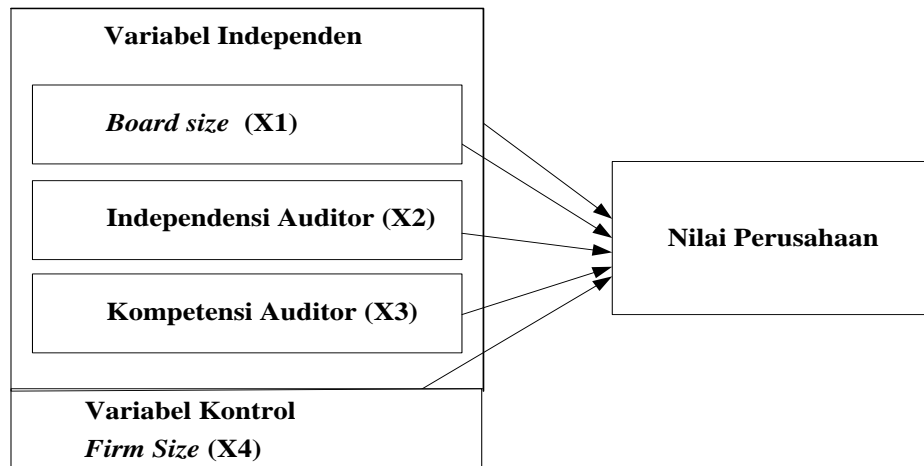 Variabel Independen
Board size (X1)
Independensi Auditor (X2)
Kompetensi Auditor (X3)
Nilai Perusahaan
Variabel Kontrol
Firm Size (X4)